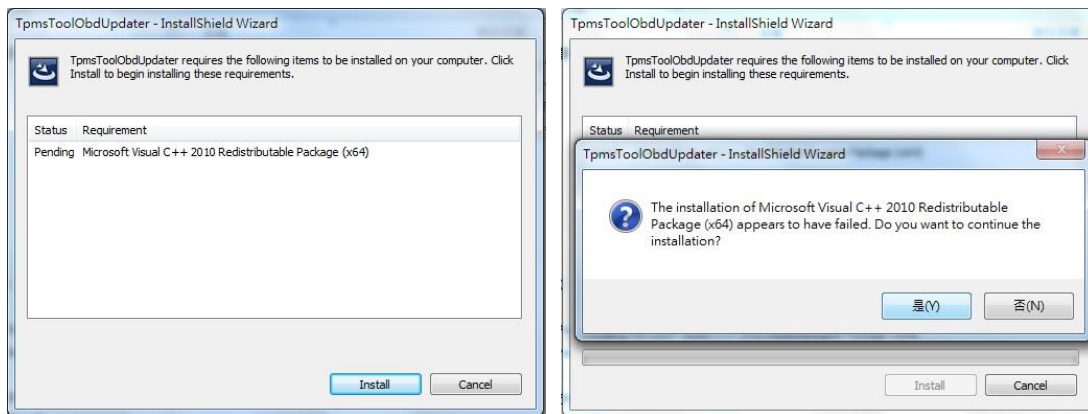 TpmsToolObdUpdater - InstallShield Wizard
TpmsToolObdUpdater requires the following items to be installed on your computer. Click
Install to begin installing these requirements.
Status Requirement
Pending Microsoft Visual C++ 2010 Redistributable Package (x64)
Install Cancel
TpmsToolObdUpdater - InstallShield Wizard
TpmsToolObdUpdater requires the following items to be installed on your computer. Click
Install to begin installing these requirements.
Status Requirement
TpmsToolObdUpdater - InstallShield Wizard
The installation of Microsoft Visual C++ 2010 Redistributable
Package (x64) appears to have failed. Do you want to continue the
installation?
是(Y) 否(N)
Install Cancel